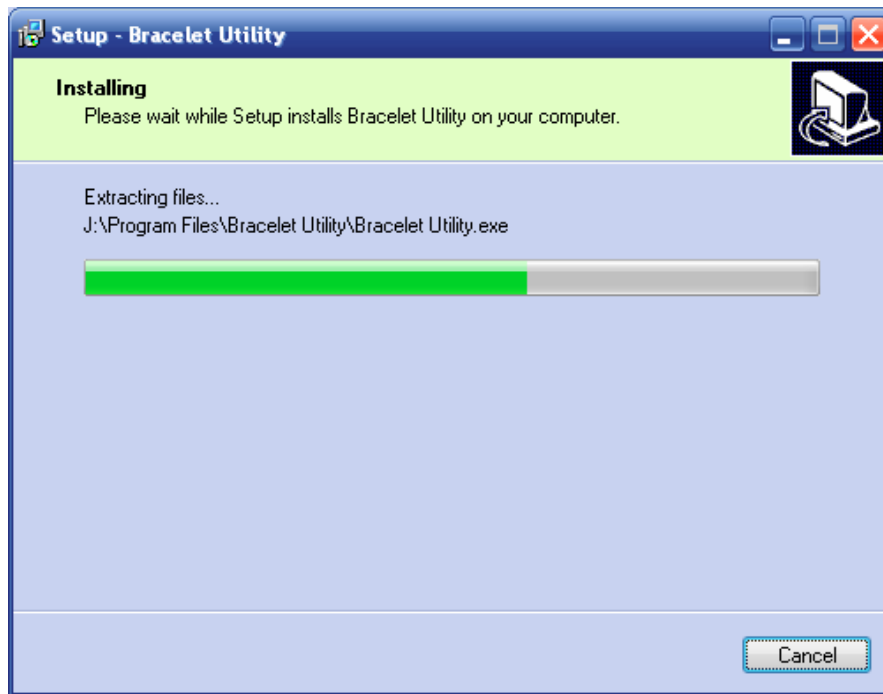 Setup - Bracelet Utility
Installing
Please wait while Setup installs Bracelet Utility on your computer.
Extracting files...
J:\Program Files\Bracelet Utility\Bracelet Utility.exe
Cancel